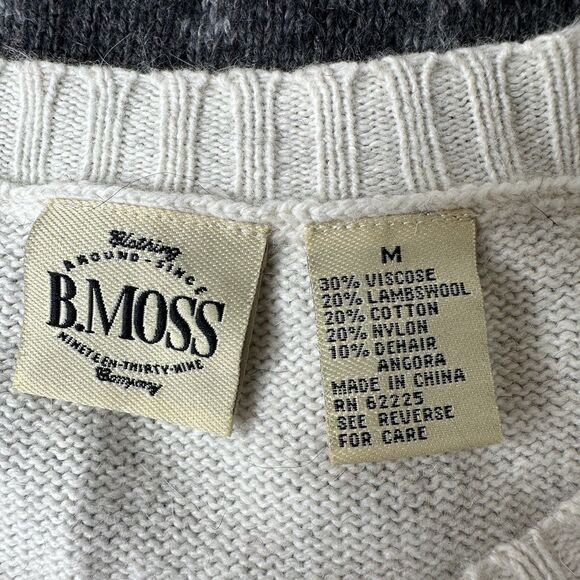 Clothing
AROUND-SINCE
B.MOSS
NINETEEN-THIRTY-NINE
Company
M
30% VISCOSE
20% LAMBSWOOL
20% COTTON
20% NYLON
10% DEHAIR
ANGORA
MADE IN CHINA
RN 62225
SEE REVERSE
FOR CARE